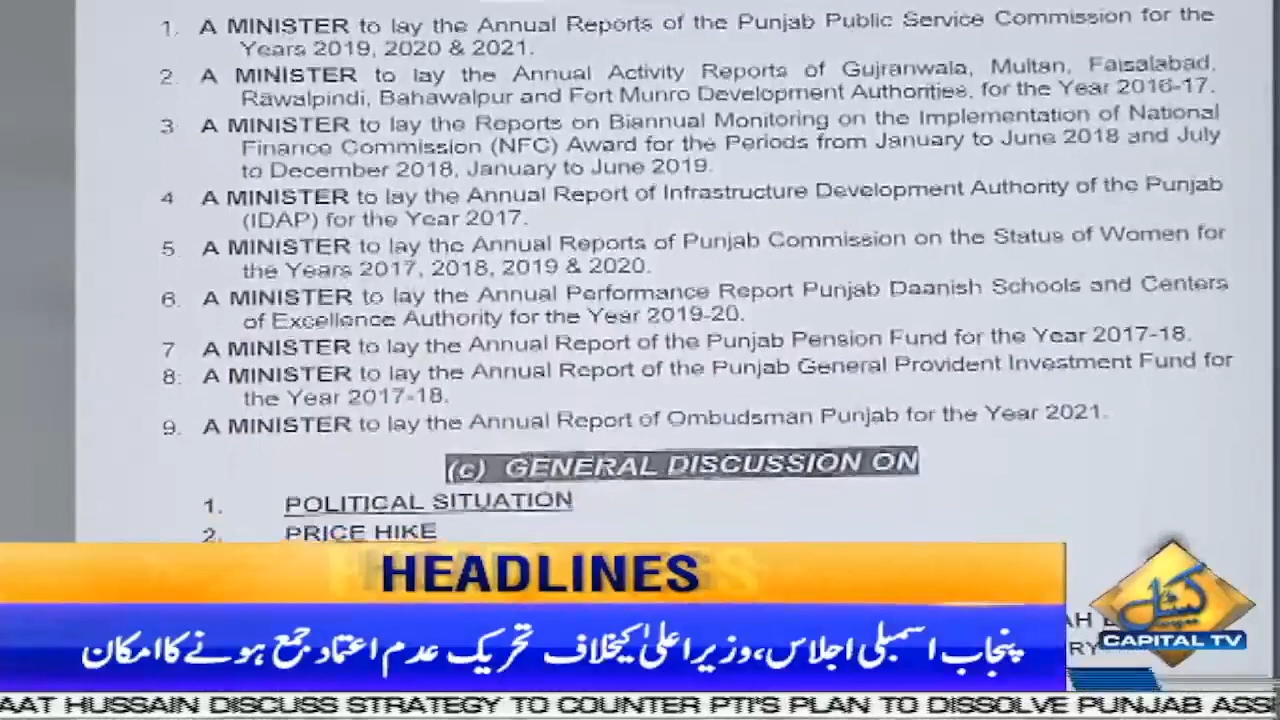 1. A MINISTER to lay the Annual Reports of the Punjab Public Service Commission for the
Years 2019, 2020 & 2021.
2. A MINISTER to lay the Annual Activity Reports of Gujranwala, Multan, Faisalabad,
Rawalpindi, Bahawalpur and Fort Munro Development Authorities, for the Year 2016-17.
3 A MINISTER to lay the Reports on Biannual Monitoring on the Implementation of National
Finance Commission (NFC) Award for the Periods from January to June 2018 and July
to December 2018, January to June 2019.
4 A MINISTER to lay the Annual Report of Infrastructure Development Authority of the Punjab
(IDAP) for the Year 2017.
5 A MINISTER to lay the Annual Reports of Punjab Commission on the Status of Women for
the Years 2017, 2018, 2019 & 2020.
6. A MINISTER to lay the Annual Performance Report Punjab Daanish Schools and Centers
of Excellence Authority for the Year 2019-20.
7 A MINISTER to lay the Annual Report of the Punjab Pension Fund for the Year 2017-18.
8. A MINISTER to lay the Annual Report of the Punjab General Provident Investment Fund for
the Year 2017-18.
9. A MINISTER to lay the Annual Report of Ombudsman Punjab for the Year 2021.
(c) GENERAL DISCUSSION ON
1. POLITICAL SITUATION
2. PRICE HIKE
HEADLINES
کیپٹل
CAPITAL TV
پنجاب اسمبلی اجلاس، وزیراعلیٰ کیخلاف تحریک عدم اعتماد جمع ہونے کا امکان
AAT HUSSAIN DISCUSS STRATEGY TO COUNTER PTI'S PLAN TO DISSOLVE PUNJAB ASS